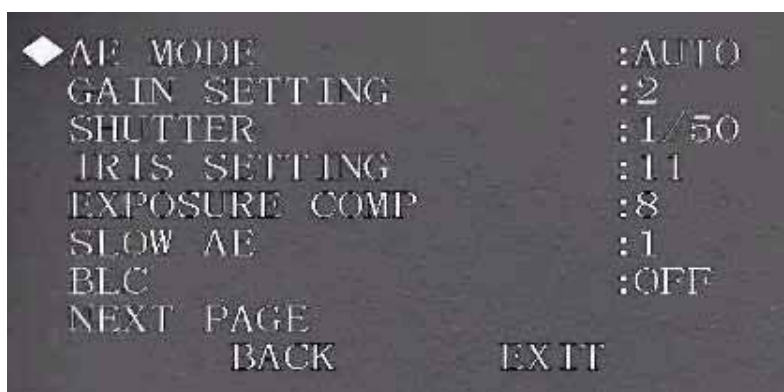 AE MODE :AUTO
GAIN SETTING :2
SHUTTER :1/50
IRIS SETTING :11
EXPOSURE COMP :8
SLOW AE :1
BLC :OFF
NEXT PAGE
BACK EXIT